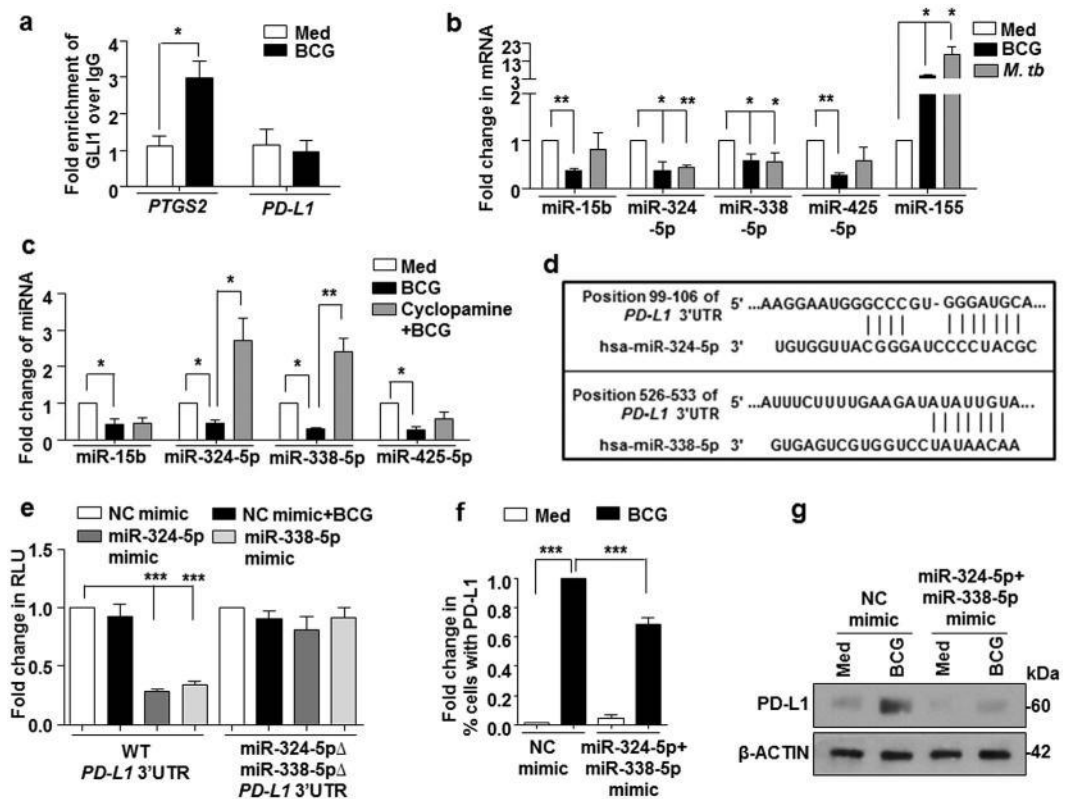 a
Fold enrichment of
GLI1 over IgG
4
3
2
1
0
*
Med
BCG
PTGS2
PD-L1
b
Fold change in mRNA
23
13
3
2
1
0
** * ** * * ** * *
Med
BCG
M. tb
miR-15b
miR-324
-5p
miR-338
-5p
miR-425
-5p
miR-155
c
Fold change of miRNA
4
3
2
1
0
* * * * ** *
Med
BCG
Cyclopamine
+BCG
miR-15b
miR-324-5p
miR-338-5p
miR-425-5p
d
Position 99-106 of
PD-L1 3'UTR
5' ...AAGGAAUGGGCCCGU - GGGAUGCA...
hsa-miR-324-5p 3' UGUGGUUACGGGAUCCCCUACGC
Position 526-533 of
PD-L1 3'UTR
5' ...AUUUCUUUUGAAGAUAUAUUGUA...
hsa-miR-338-5p 3' GUGAGUCGUGGUCCUAUAACAA
e
NC mimic
NC mimic+BCG
miR-324-5p
mimic
miR-338-5p
mimic
Fold change in RLU
1.5
1.0
0.5
0.0
*** ***
WT
PD-L1 3'UTR
miR-324-5pΔ
miR-338-5pΔ
PD-L1 3'UTR
f
Med
BCG
Fold change in
% cells with PD-L1
1.0
0.8
0.6
0.4
0.2
0.0
*** ***
NC
mimic
miR-324-5p+
miR-338-5p
mimic
g
NC
mimic
miR-324-5p+
miR-338-5p
mimic
Med
BCG
Med
BCG
kDa
PD-L1
-60
β-ACTIN
-42